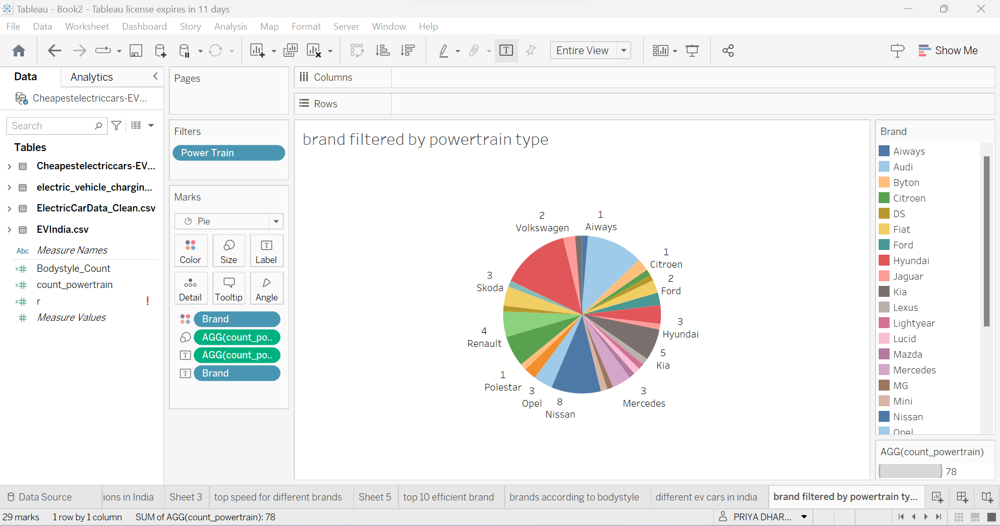 Tableau - Book2 - Tableau license expires in 11 days
File Data Worksheet Dashboard Story Analysis Map Format Server Window Help
Entire View
Show Me
Data
Analytics
Cheapestelectriccars-EV...
Search
Tables
Cheapestelectriccars-EV...
electric_vehicle_chargin...
ElectricCarData_Clean.csv
EVIndia.csv
Abc Measure Names
Bodystyle_Count
count_powertrain
r !
Measure Values
Pages
Filters
Power Train
Marks
Pie
Color Size Label
Detail Tooltip Angle
Brand
AGG(count_po..
AGG(count_po..
Brand
Columns
Rows
brand filtered by powertrain type
2
Volkswagen
1
Aiways
1
Citroen
2
Ford
3
Hyundai
5
Kia
3
Mercedes
8
Nissan
3
Opel
1
Polestar
4
Renault
3
Skoda
Brand
Aiways
Audi
Byton
Citroen
DS
Fiat
Ford
Hyundai
Jaguar
Kia
Lexus
Lightyear
Lucid
Mazda
Mercedes
MG
Mini
Nissan
Opel
AGG(count_powertrain)
78
Data Source
ions in India
Sheet 3
top speed for different brands
Sheet 5
top 10 efficient brand
brands according to bodystyle
different ev cars in india
brand filtered by powertrain ty...
29 marks 1 row by 1 column SUM of AGG(count_powertrain): 78
PRIYA DHAR...